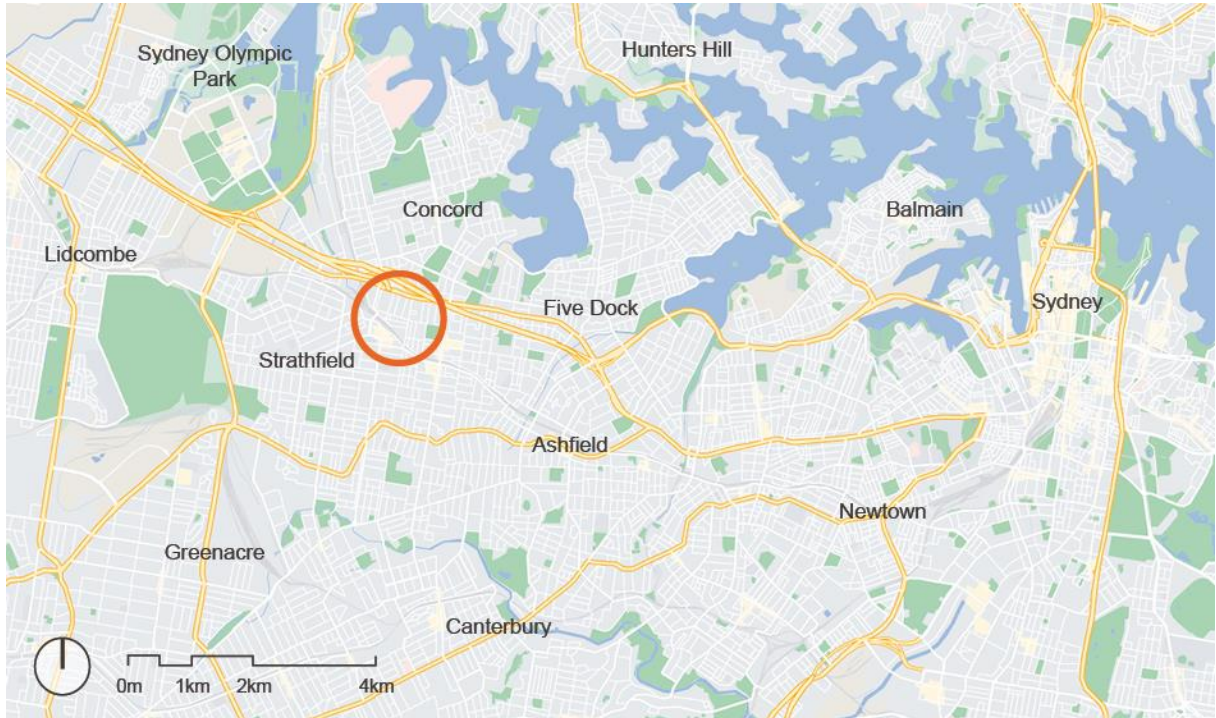 Sydney Olympic
Park
Hunters Hill
Concord
Balmain
Lidcombe
Five Dock
Sydney
Strathfield
Ashfield
Newtown
Greenacre
Canterbury
0m 1km 2km 4km